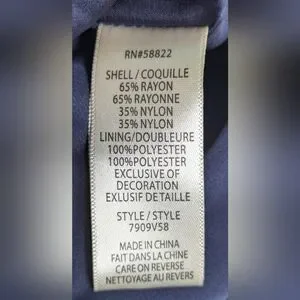 RN#58822
SHELL/COQUILLE
65% RAYON
65% RAYONNE
35% NYLON
35% NYLON
LINING/DOUBLEURE
100%POLYESTER
100%POLYESTER
EXCLUSIVE OF
DECORATION
EXLUSIF DETAILLE
STYLE / STYLE
7909V58
MADE IN CHINA
FAIT DANS LA CHINE
CARE ON REVERSE
NETTOYAGE AU REVERS